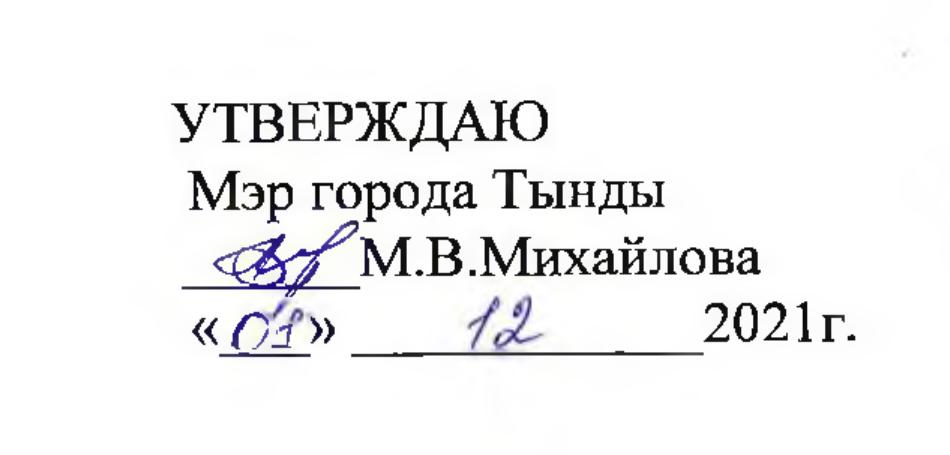 УТВЕРЖДАЮ
Мэр города Тынды
М.В.Михайлова
«01» 12 2021г.